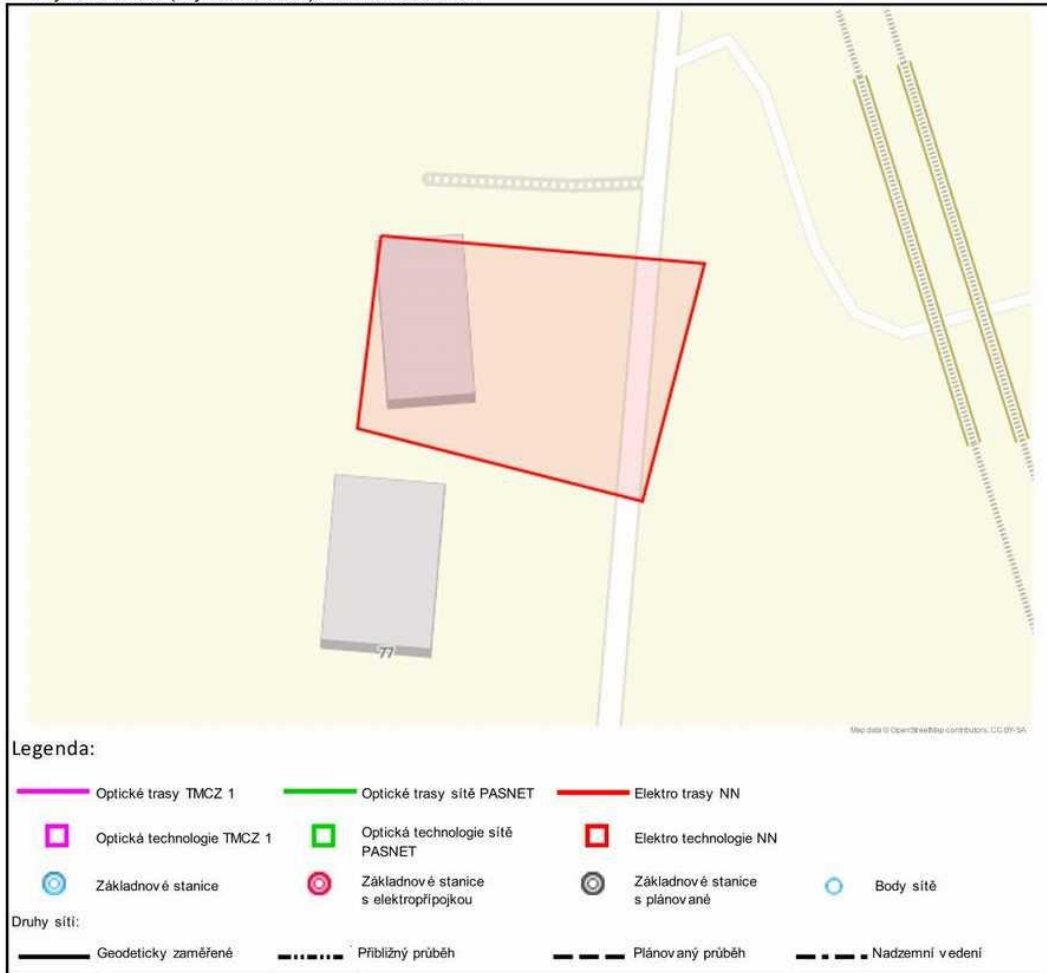 77
Map data © OpenStreetMap contributors, CC BY-SA
Legenda:
Optické trasy TMCZ 1
Optické trasy sítě PASNET
Elektro trasy NN
Optická technologie TMCZ 1
Optická technologie sítě
PASNET
Elektro technologie NN
Základnové stanice
Základnové stanice
s elektropřípojkou
Základnové stanice
s plánované
Body sítě
Druhy sítí:
Geodeticky zaměřené
Přibližný průběh
Plánovaný průběh
Nadzemní vedení